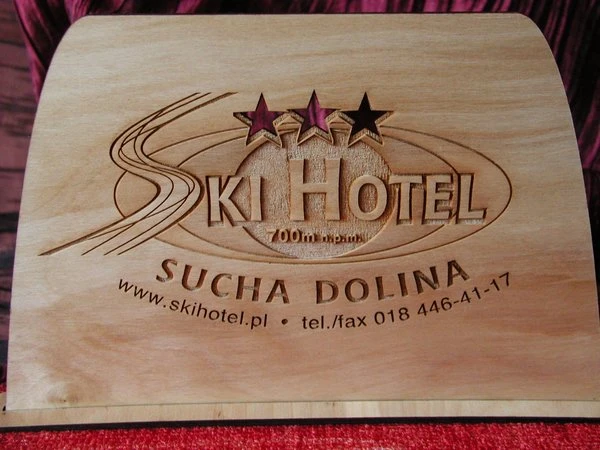 SKI HOTEL
700m n.p.m.
SUCHA DOLINA
www.skihotel.pl • tel./fax 018 446-41-17